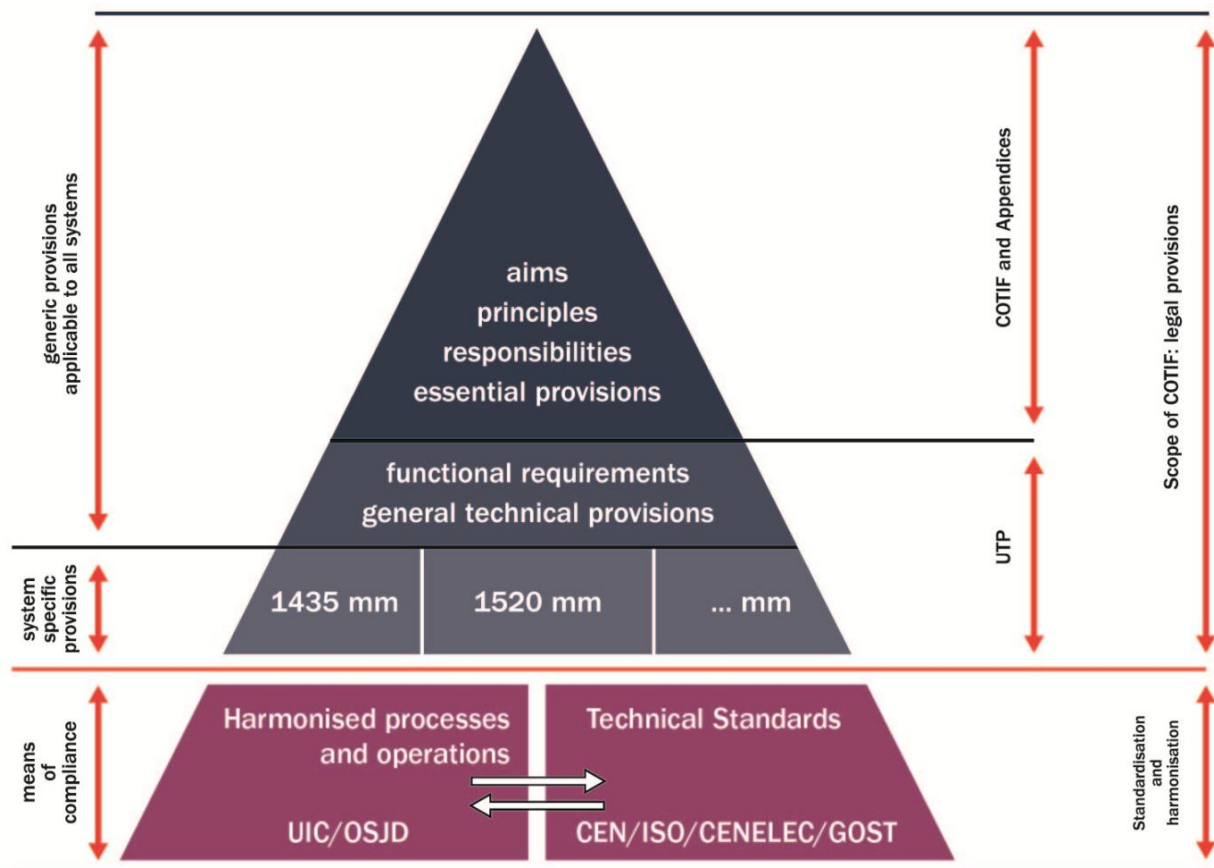 generic provisions
applicable to all systems
aims
principles
responsibilities
essential provisions
COTIF and Appendices
Scope of COTIF: legal provisions
functional requirements
general technical provisions
UTP
system
specific
provisions
1435 mm
1520 mm
... mm
means
of
compliance
Harmonised processes
and operations
UIC/OSJD
Technical Standards
CEN/ISO/CENELEC/GOST
Standardisation
and
harmonisation